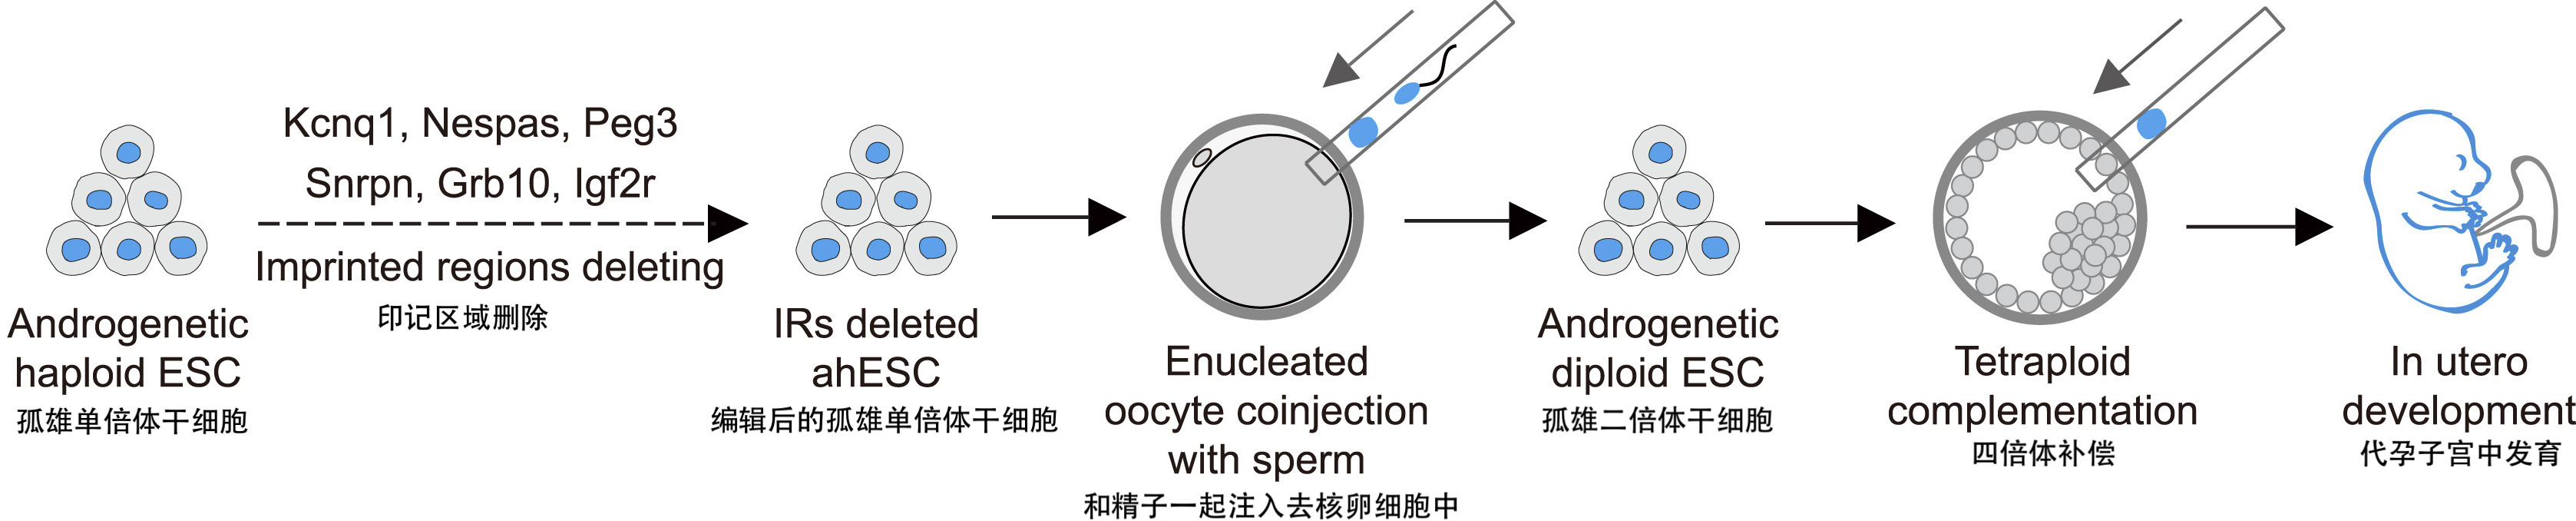 Androgenetic
haploid ESC
孤雄单倍体干细胞
Kcnq1, Nespas, Peg3
Snrpn, Grb10, Igf2r
Imprinted regions deleting
印记区域删除
IRs deleted
ahESC
编辑后的孤雄单倍体干细胞
Enucleated
oocyte coinjection
with sperm
和精子一起注入去核卵细胞中
Androgenetic
diploid ESC
孤雄二倍体干细胞
Tetraploid
complementation
四倍体补偿
In utero
development
代孕子宫中发育